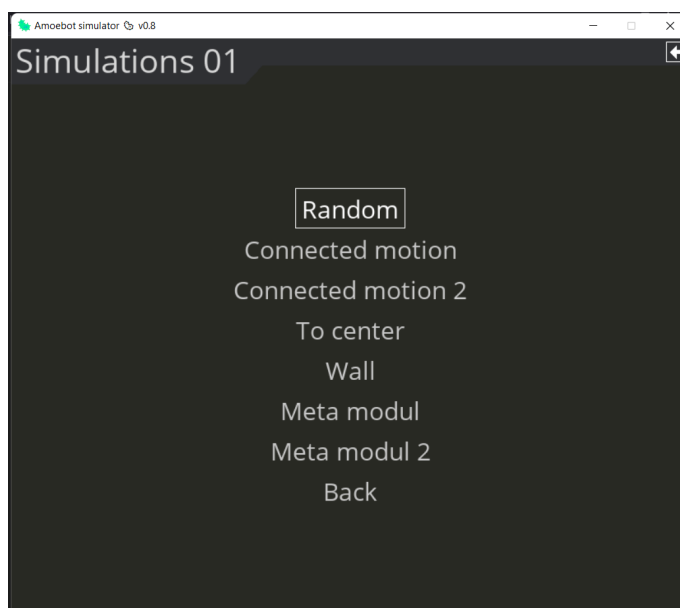 Amoebot simulator v0.8
Simulations 01
Random
Connected motion
Connected motion 2
To center
Wall
Meta modul
Meta modul 2
Back